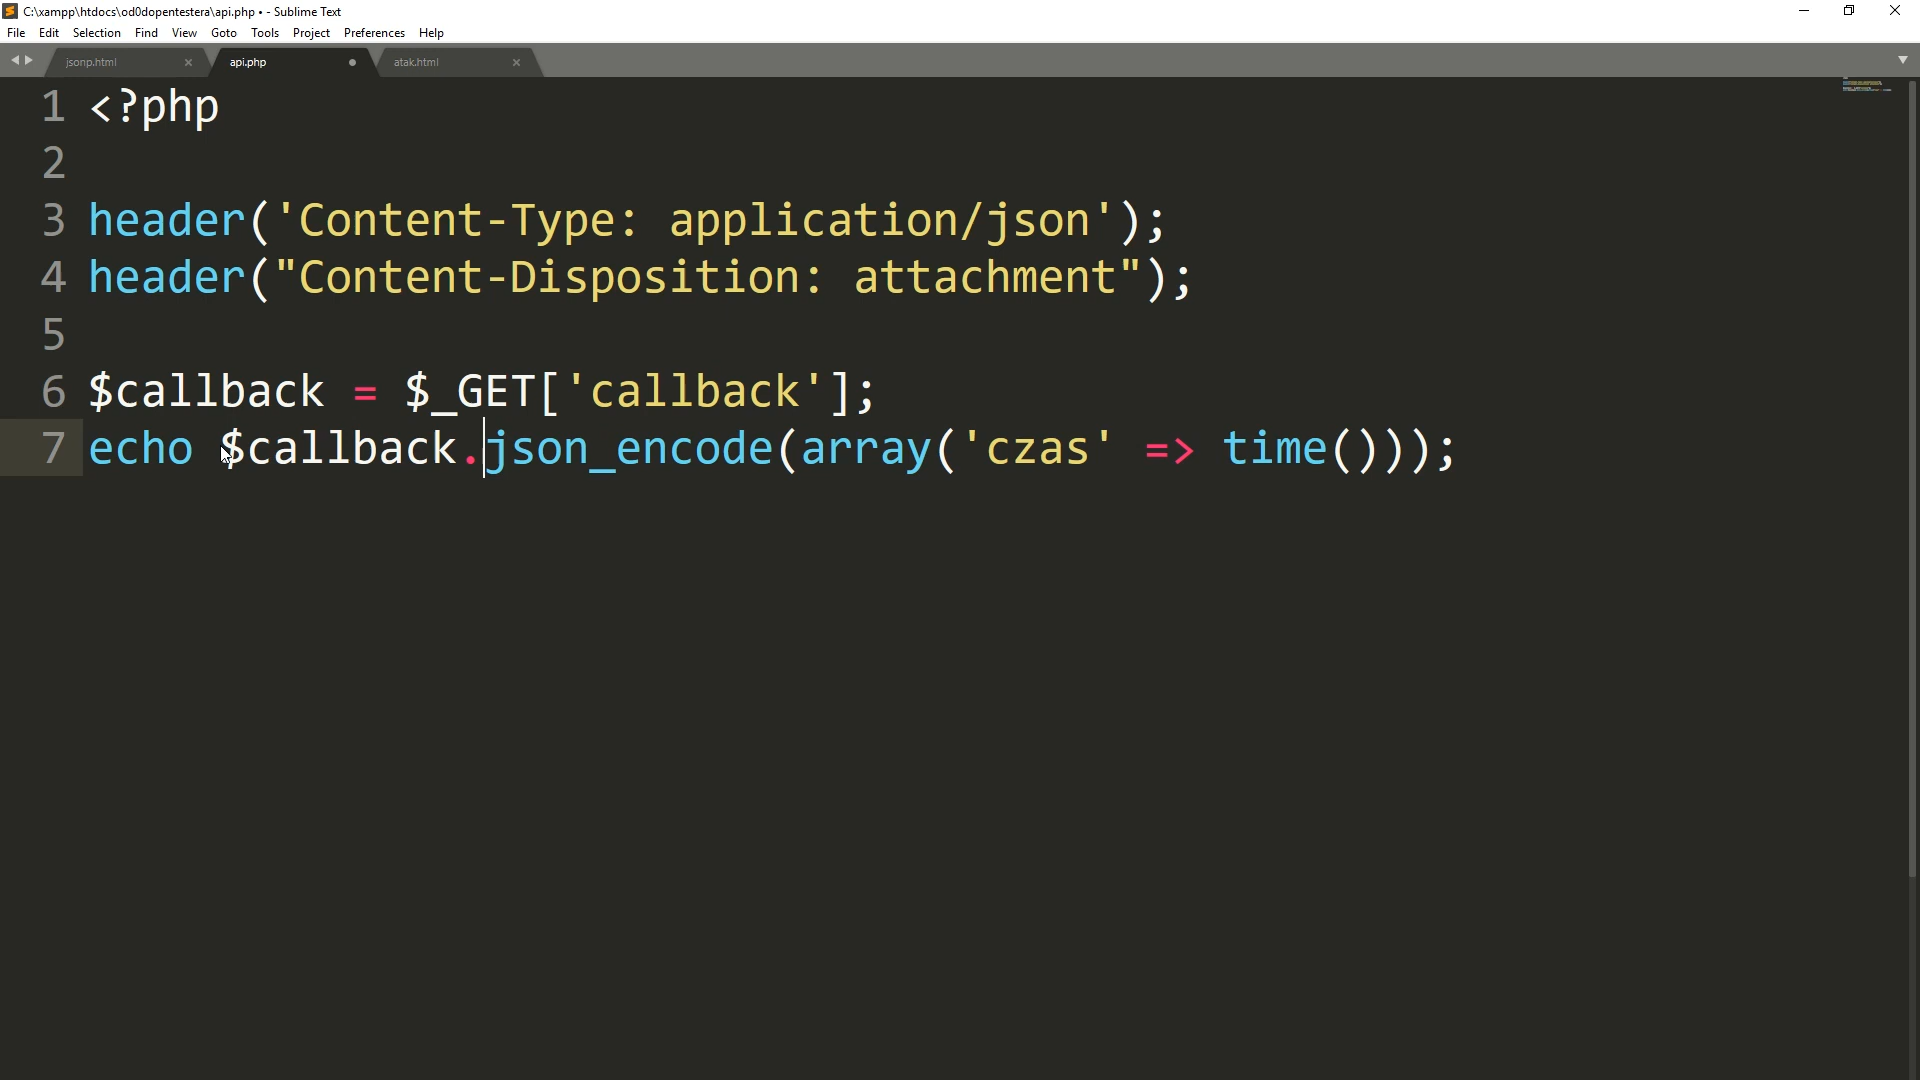 C:\xampp\htdocs\od0dopentestera\api.php • - Sublime Text
File Edit Selection Find View Goto Tools Project Preferences Help
jsonp.html api.php atak.html
1 <?php
2
3 header('Content-Type: application/json');
4 header("Content-Disposition: attachment");
5
6 $callback = $_GET['callback'];
7 echo $callback.json_encode(array('czas' => time()));